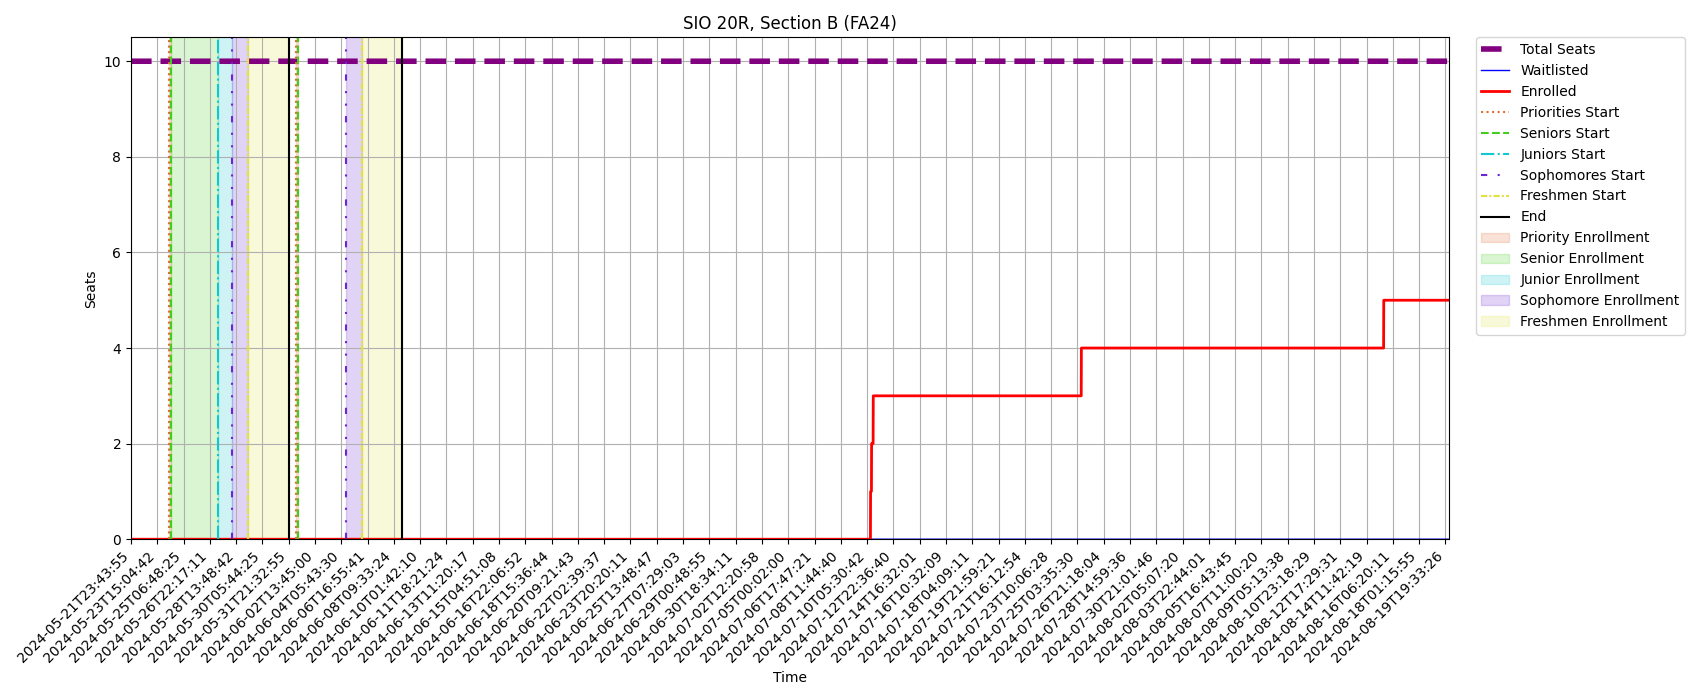 SIO 20R, Section B (FA24)
Seats
10
8
6
4
2
0
2024-05-21T23:43:55
2024-05-23T15:04:42
2024-05-25T06:48:25
2024-05-26T22:17:11
2024-05-28T13:48:42
2024-05-30T05:44:25
2024-05-31T21:32:55
2024-06-02T13:45:00
2024-06-04T05:43:30
2024-06-06T16:55:41
2024-06-08T09:33:24
2024-06-10T01:42:10
2024-06-11T18:21:24
2024-06-13T11:20:17
2024-06-15T04:51:08
2024-06-16T22:06:52
2024-06-18T15:36:44
2024-06-20T09:21:43
2024-06-22T02:39:37
2024-06-23T20:20:11
2024-06-25T13:48:47
2024-06-27T07:29:03
2024-06-29T00:48:55
2024-06-30T18:34:11
2024-07-02T12:20:58
2024-07-05T00:02:00
2024-07-06T17:47:21
2024-07-08T11:44:40
2024-07-10T05:30:42
2024-07-12T22:36:40
2024-07-14T16:32:01
2024-07-16T10:32:09
2024-07-18T04:09:11
2024-07-19T21:59:21
2024-07-21T16:12:54
2024-07-23T10:06:28
2024-07-25T03:35:30
2024-07-26T21:18:04
2024-07-28T14:59:36
2024-07-30T21:01:46
2024-08-02T05:07:20
2024-08-03T22:44:01
2024-08-05T16:43:45
2024-08-07T11:00:20
2024-08-09T05:13:38
2024-08-10T23:18:29
2024-08-12T17:29:31
2024-08-14T11:42:19
2024-08-16T06:20:11
2024-08-18T01:15:55
2024-08-19T19:33:26
Time
Total Seats
Waitlisted
Enrolled
Priorities Start
Seniors Start
Juniors Start
Sophomores Start
Freshmen Start
End
Priority Enrollment
Senior Enrollment
Junior Enrollment
Sophomore Enrollment
Freshmen Enrollment